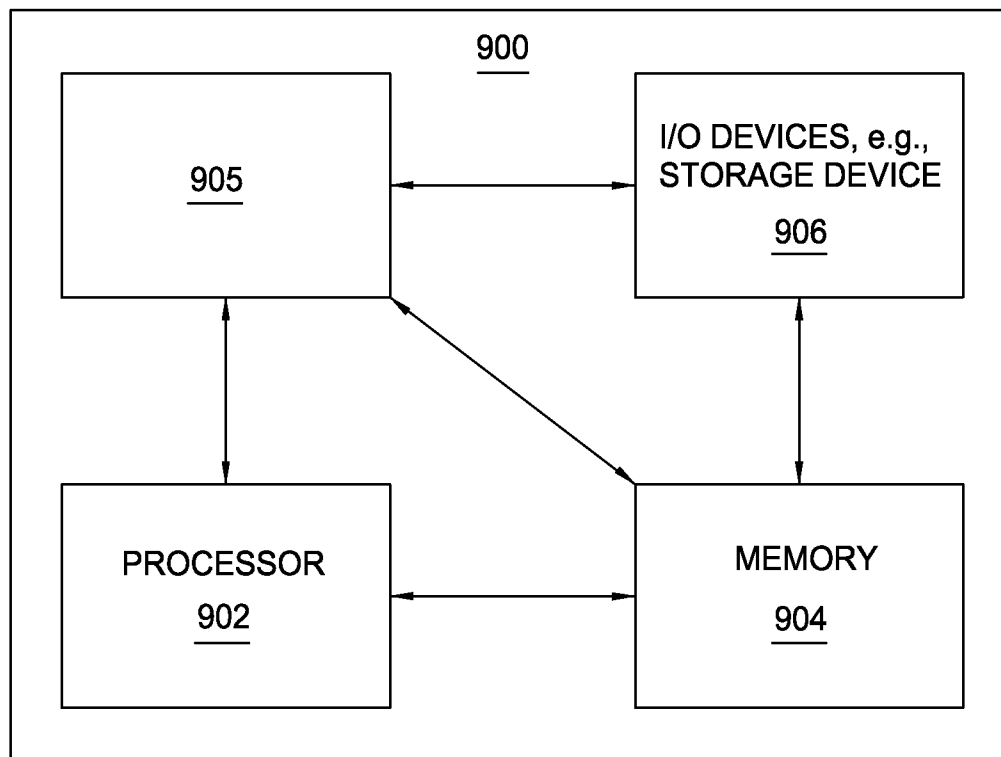 900
905
I/O DEVICES, e.g.,
STORAGE DEVICE
906
PROCESSOR
902
MEMORY
904